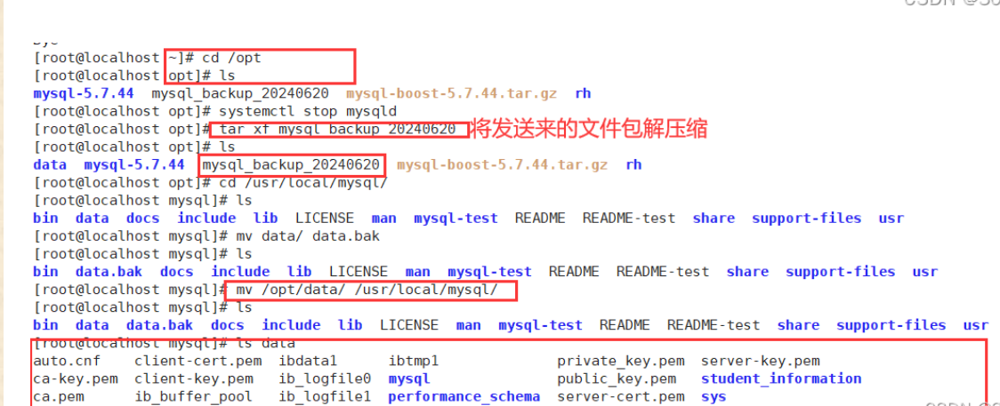 [root@localhost ~]# cd /opt
[root@localhost opt]# ls
mysql-5.7.44 mysql_backup_20240620 mysql-boost-5.7.44.tar.gz rh
[root@localhost opt]# systemctl stop mysqld
[root@localhost opt]# tar xf mysql_backup_20240620 将发送来的文件包解压缩
[root@localhost opt]# ls
data mysql-5.7.44 mysql_backup_20240620 mysql-boost-5.7.44.tar.gz rh
[root@localhost opt]# cd /usr/local/mysql/
[root@localhost mysql]# ls
bin data docs include lib LICENSE man mysql-test README README-test share support-files usr
[root@localhost mysql]# mv data/ data.bak
[root@localhost mysql]# ls
bin data.bak docs include lib LICENSE man mysql-test README README-test share support-files usr
[root@localhost mysql]# mv /opt/data/ /usr/local/mysql/
[root@localhost mysql]# ls
bin data data.bak docs include lib LICENSE man mysql-test README README-test share support-files usr
[root@localhost mysql]# ls data
auto.cnf client-cert.pem ibdata1 ibtmp1 private_key.pem server-key.pem
ca-key.pem client-key.pem ib_logfile0 mysql public_key.pem student_information
ca.pem ib_buffer_pool ib_logfile1 performance_schema server-cert.pem sys